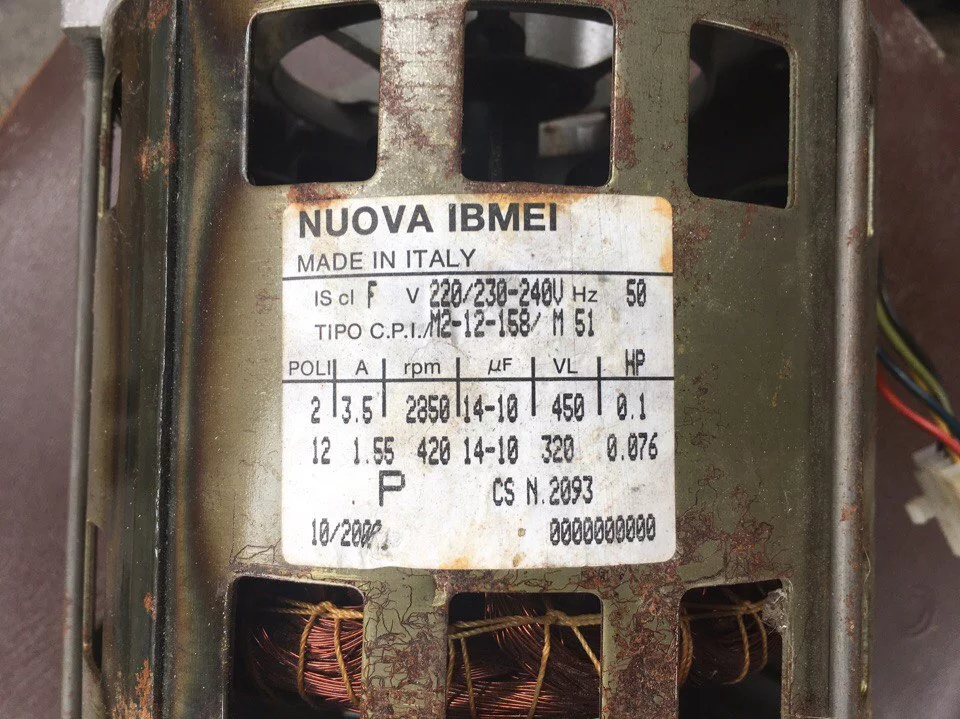 NUOVA IBMEI
MADE IN ITALY
IS cl F V 220/230-240V Hz 50
TIPO C.P.I./M2-12-158/ M 51
POLI A rpm μF VL HP
2 3.5 2850 14-10 450 0.1
12 1.55 420 14-10 320 0.076
P CS N.2093
0000000000